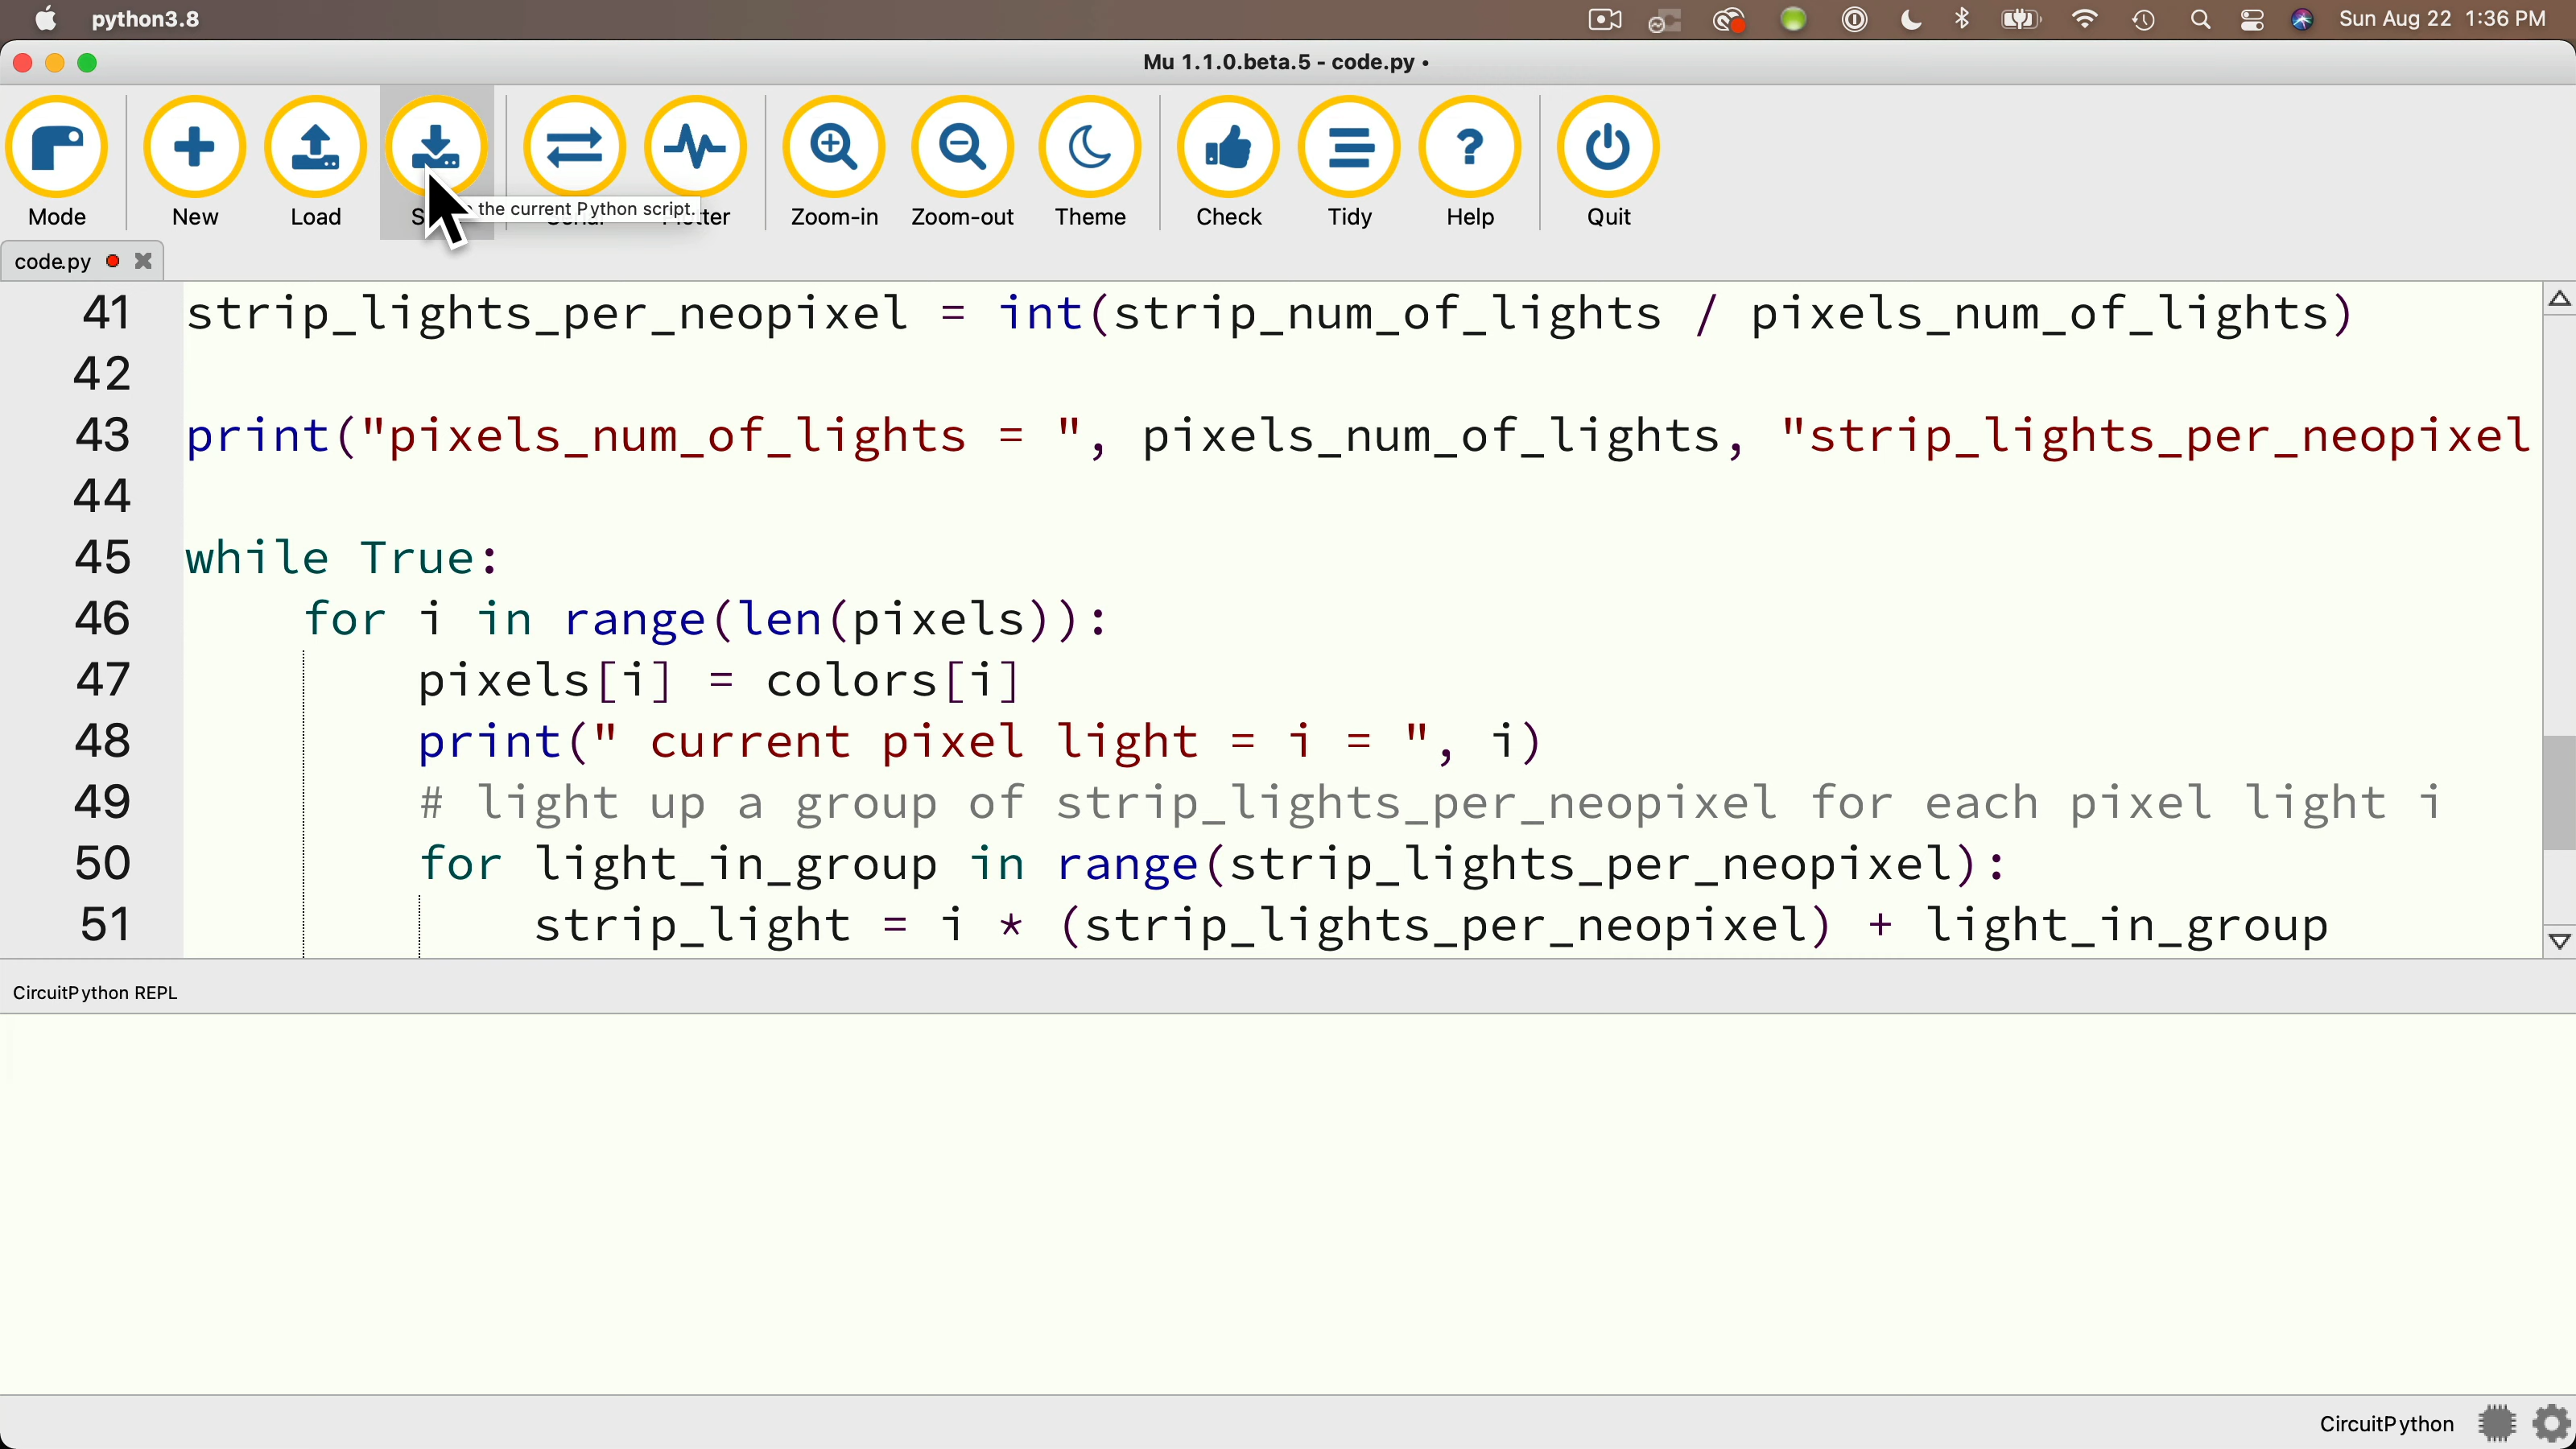 python3.8
Sun Aug 22 1:36 PM
Mu 1.1.0.beta.5 - code.py •
Mode
New
Load
the current Python script.
Zoom-in
Zoom-out
Theme
Check
Tidy
Help
Quit
code.py
41 strip_lights_per_neopixel = int(strip_num_of_lights / pixels_num_of_lights)
42
43 print("pixels_num_of_lights = ", pixels_num_of_lights, "strip_lights_per_neopixel
44
45 while True:
46 for i in range(len(pixels)):
47 pixels[i] = colors[i]
48 print(" current pixel light = i = ", i)
49 # light up a group of strip_lights_per_neopixel for each pixel light i
50 for light_in_group in range(strip_lights_per_neopixel):
51 strip_light = i * (strip_lights_per_neopixel) + light_in_group
CircuitPython REPL
CircuitPython